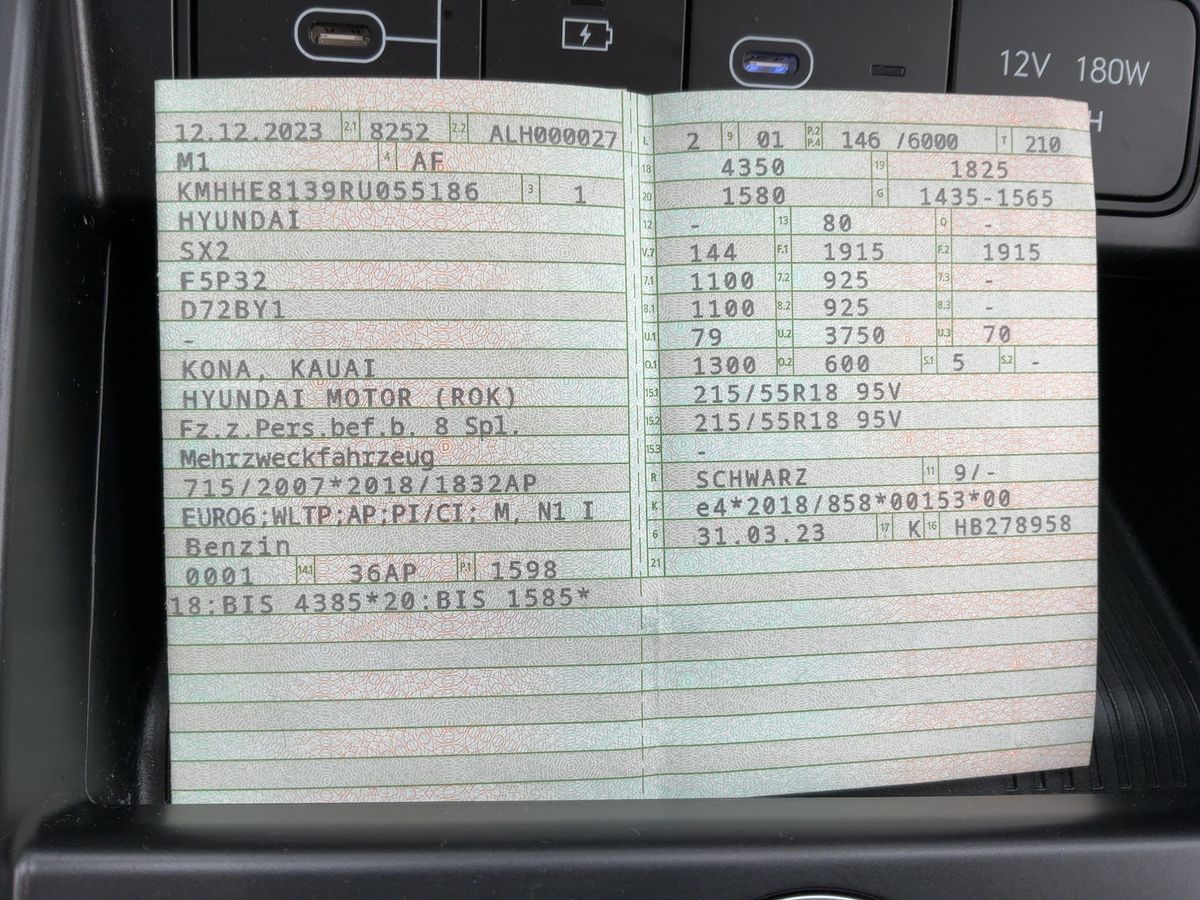 12V 180W
H
12.12.2023 2.1 8252 2.2 ALH000027
M1 4 AF
KMHHE8139RU055186 3 1
HYUNDAI
SX2
F5P32
D72BY1
-
KONA, KAUAI
HYUNDAI MOTOR (ROK)
Fz.z.Pers.bef.b. 8 Spl.
Mehrzweckfahrzeug
715/2007*2018/1832AP
EURO6;WLTP;AP;PI/CI; M, N1 I
Benzin
0001 14.1 36AP P.1 1598
18:BIS 4385*20:BIS 1585*
L 2 9 01 P.2 P.4 146 /6000 T 210
18 4350 19 1825
20 1580 G 1435-1565
12 - 13 80 Q -
V.7 144 F.1 1915 F.2 1915
7.1 1100 7.2 925 7.3 -
8.1 1100 8.2 925 8.3 -
U.1 79 U.2 3750 U.3 70
O.1 1300 O.2 600 S.1 5 S.2 -
15.1 215/55R18 95V
15.2 215/55R18 95V
15.3 -
R SCHWARZ 11 9/-
K e4*2018/858*00153*00
6 31.03.23 17 K 16 HB278958
21